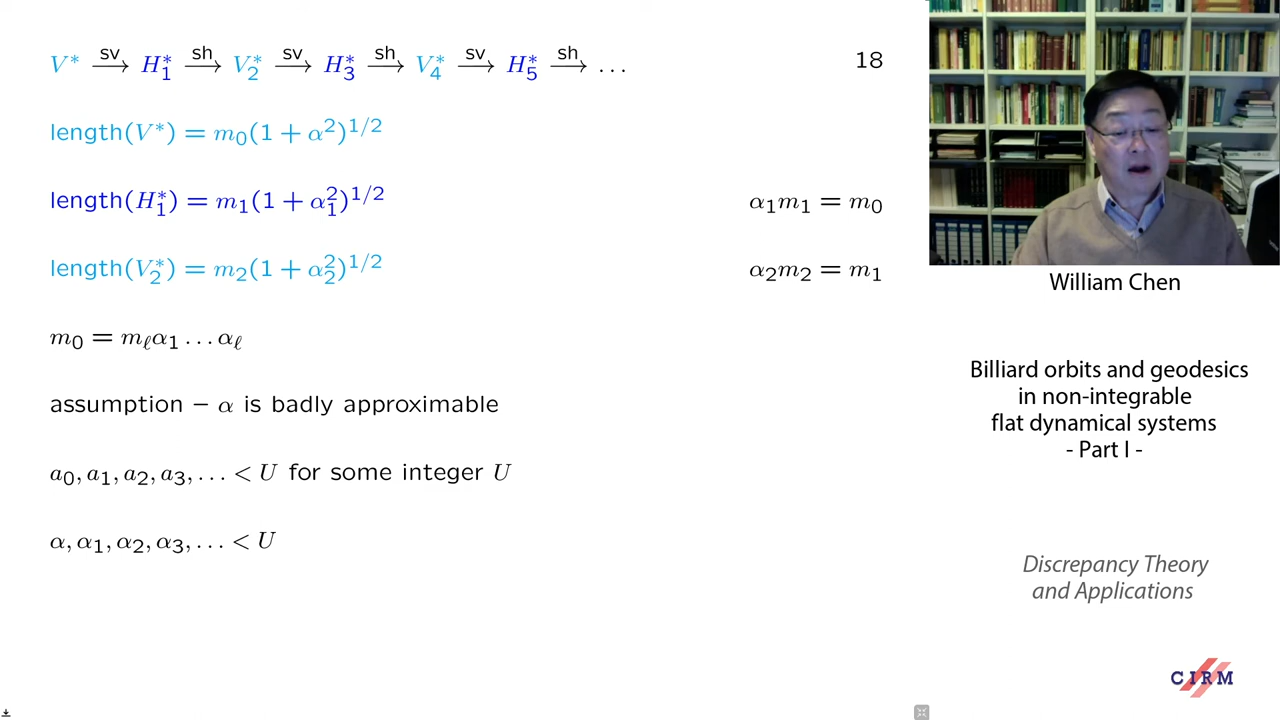 V* —sv→ H₁* —sh→ V₂* —sv→ H₃* —sh→ V₄* —sv→ H₅* —sh→ ... 18
length(V*) = m₀(1 + α²)^{1/2}
length(H₁*) = m₁(1 + α₁²)^{1/2} α₁m₁ = m₀
length(V₂*) = m₂(1 + α₂²)^{1/2} α₂m₂ = m₁
m₀ = m_ℓα₁ ... α_ℓ
assumption – α is badly approximable
a₀, a₁, a₂, a₃, ... < U for some integer U
α, α₁, α₂, α₃, ... < U
William Chen
Billiard orbits and geodesics
in non-integrable
flat dynamical systems
- Part I -
Discrepancy Theory
and Applications
CIRM